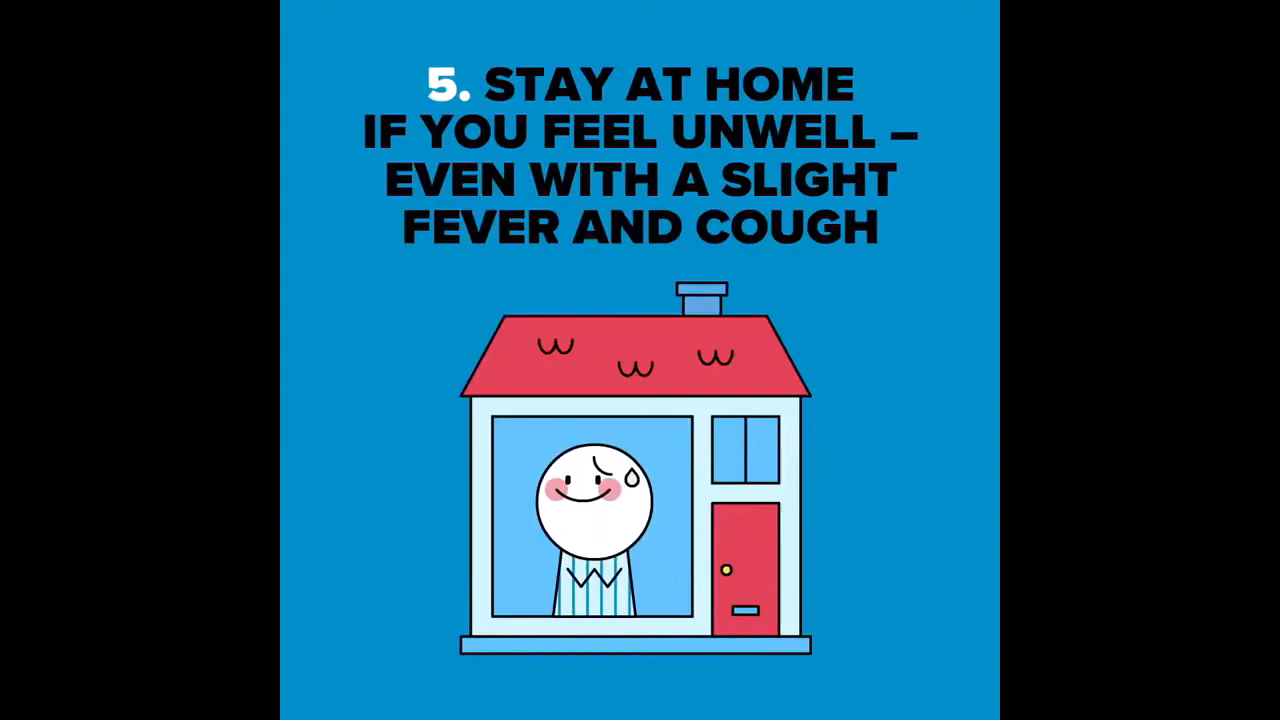 5. STAY AT HOME
IF YOU FEEL UNWELL –
EVEN WITH A SLIGHT
FEVER AND COUGH